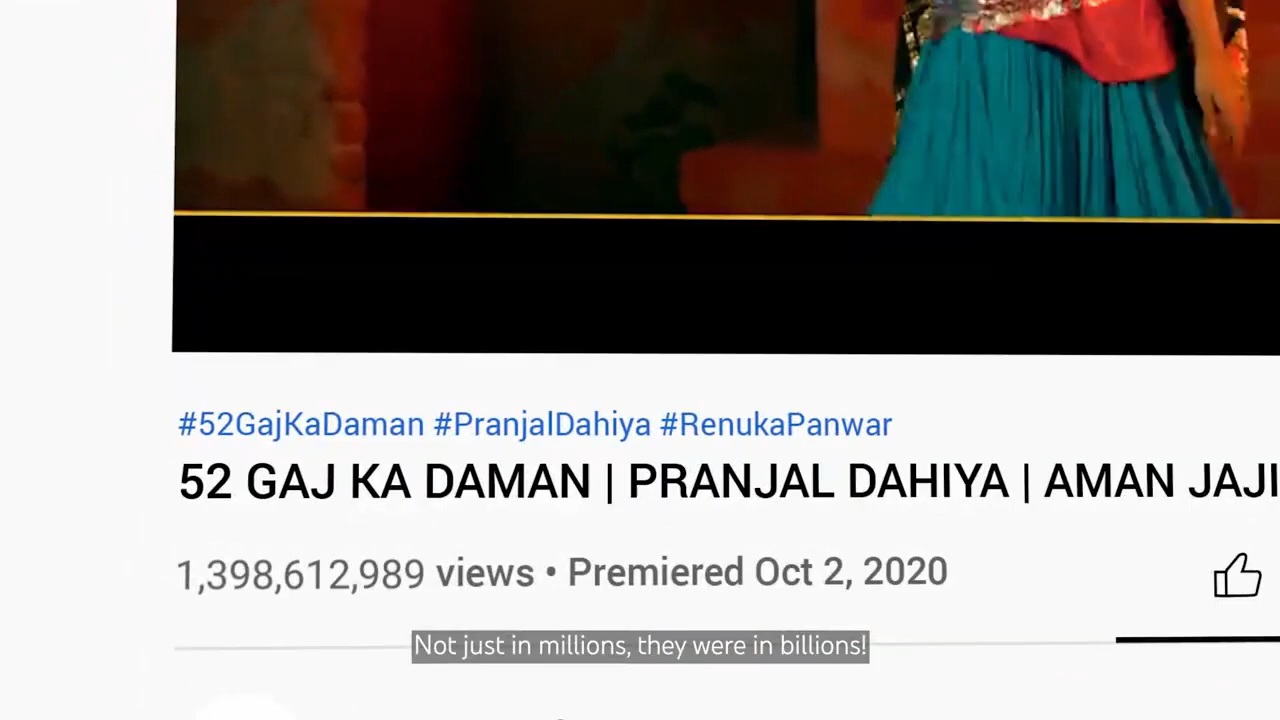 #52GajKaDaman #PranjalDahiya #RenukaPanwar
52 GAJ KA DAMAN | PRANJAL DAHIYA | AMAN JAJI
1,398,612,989 views • Premiered Oct 2, 2020
Not just in millions, they were in billions!